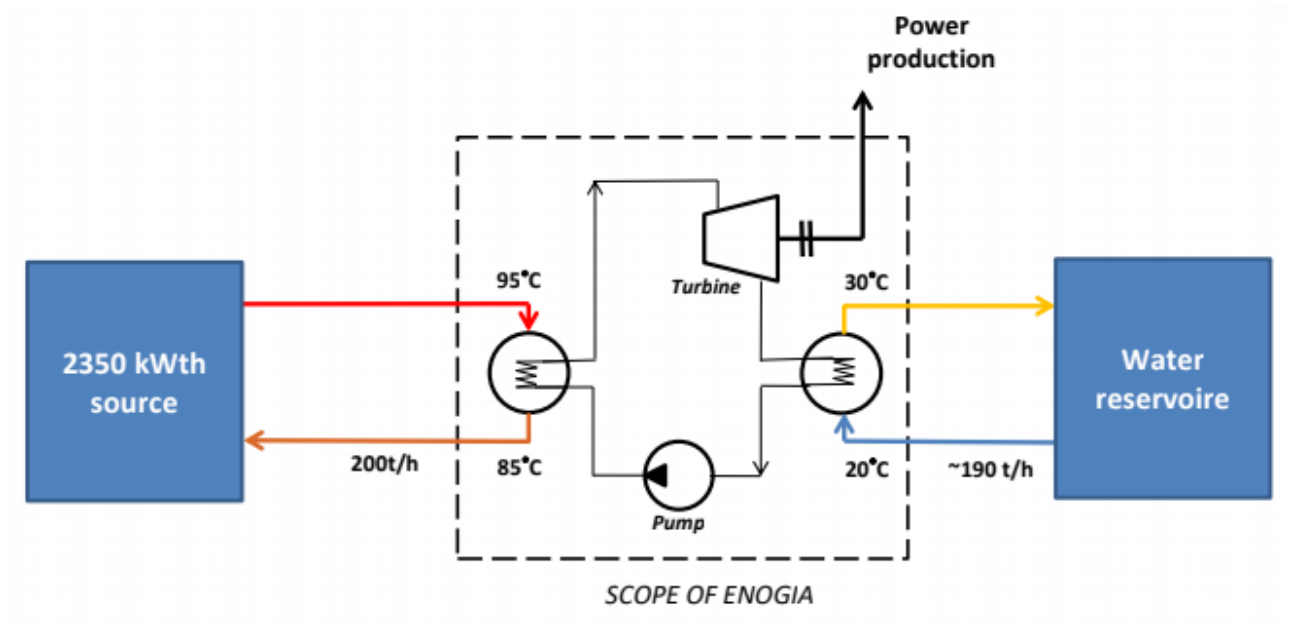 Power
production
95°C
Turbine
30°C
2350 kWth
source
Water
reservoire
200t/h
85°C
20°C
~190 t/h
Pump
SCOPE OF ENOGIA